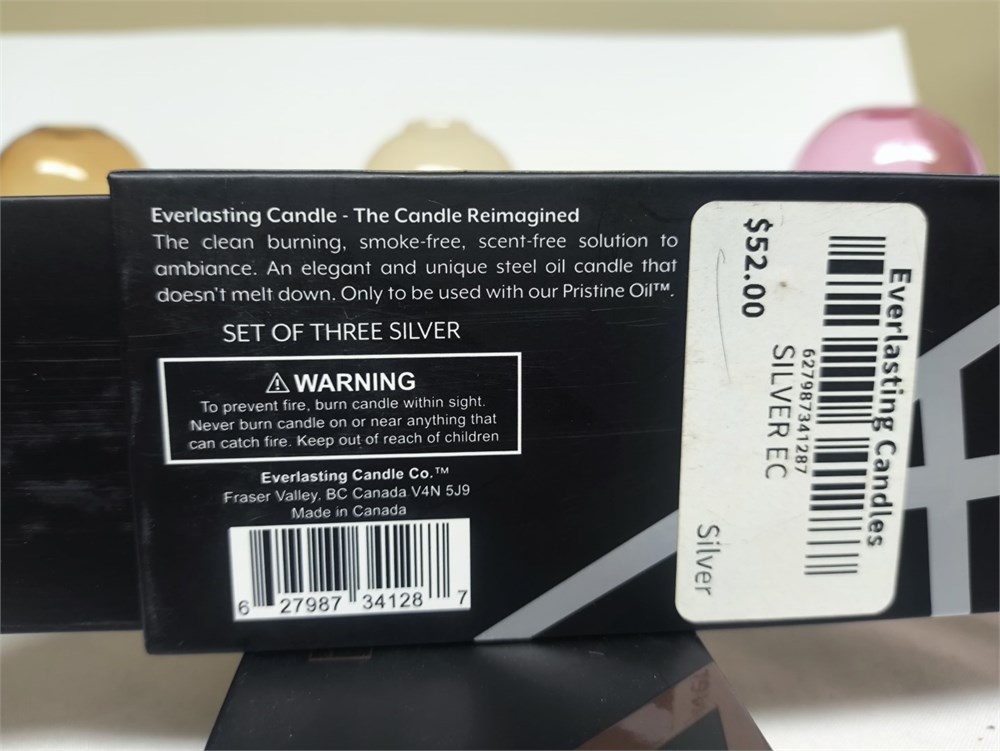 Everlasting Candle - The Candle Reimagined
The clean burning, smoke-free, scent-free solution to
ambiance. An elegant and unique steel oil candle that
doesn't melt down. Only to be used with our Pristine Oil™.
SET OF THREE SILVER
⚠ WARNING
To prevent fire, burn candle within sight.
Never burn candle on or near anything that
can catch fire. Keep out of reach of children
Everlasting Candle Co.™
Fraser Valley, BC Canada V4N 5J9
Made in Canada
6 27987 34128 7
Everlasting Candles
627987341287
SILVER EC
$52.00
Silver